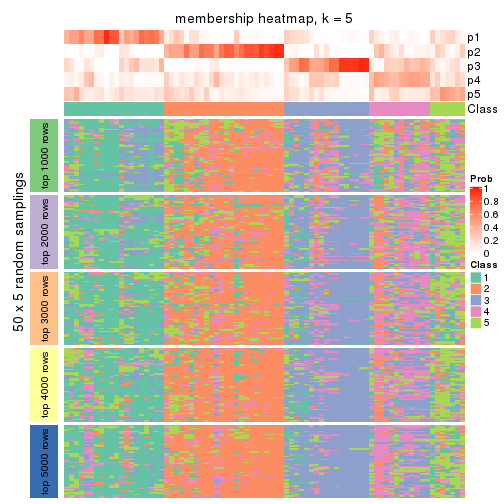 membership heatmap, k = 5
p1
p2
p3
p4
p5
Class
50 x 5 random samplings
top 1000 rows
top 2000 rows
top 3000 rows
top 4000 rows
top 5000 rows
Prob
1
0.8
0.6
0.4
0.2
0
Class
1
2
3
4
5